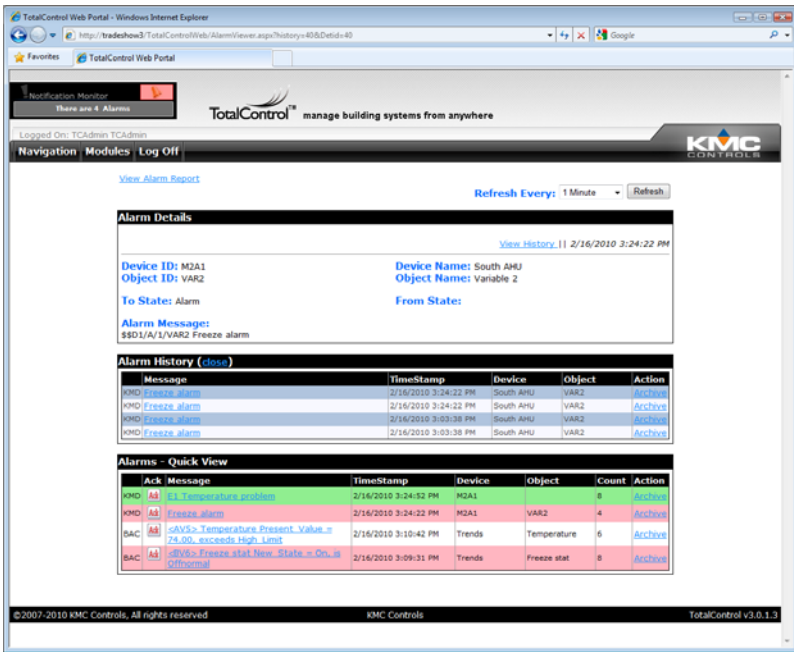 TotalControl Web Portal - Windows Internet Explorer
http://tradeshow3/TotalControlWeb/AlarmViewer.aspx?history=40&Detid=40
Google
Favorites TotalControl Web Portal
Notification Monitor
There are 4 Alarms
TotalControl™ manage building systems from anywhere
Logged On: TCAdmin TCAdmin
KMC
CONTROLS
Navigation Modules Log Off
View Alarm Report
Refresh Every: 1 Minute Refresh
Alarm Details
View History || 2/16/2010 3:24:22 PM
Device ID: M2A1 Device Name: South AHU
Object ID: VAR2 Object Name: Variable 2
To State: Alarm From State:
Alarm Message:
$$D1/A/1/VAR2 Freeze alarm
Alarm History (close)
Message TimeStamp Device Object Action
KMD Freeze alarm 2/16/2010 3:24:22 PM South AHU VAR2 Archive
KMD Freeze alarm 2/16/2010 3:24:22 PM South AHU VAR2 Archive
KMD Freeze alarm 2/16/2010 3:03:38 PM South AHU VAR2 Archive
KMD Freeze alarm 2/16/2010 3:03:38 PM South AHU VAR2 Archive
Alarms - Quick View
Ack Message TimeStamp Device Object Count Action
KMD Ack E1 Temperature problem 2/16/2010 3:24:52 PM M2A1 8 Archive
KMD Ack Freeze alarm 2/16/2010 3:24:22 PM M2A1 VAR2 4 Archive
BAC Ack <AV5> Temperature Present_Value = 2/16/2010 3:10:42 PM Trends Temperature 6 Archive
74.00, exceeds High_Limit
BAC Ack <BV6> Freeze stat New_State = On, is 2/16/2010 3:09:31 PM Trends Freeze stat 8 Archive
Offnormal
©2007-2010 KMC Controls, All rights reserved KMC Controls TotalControl v3.0.1.3